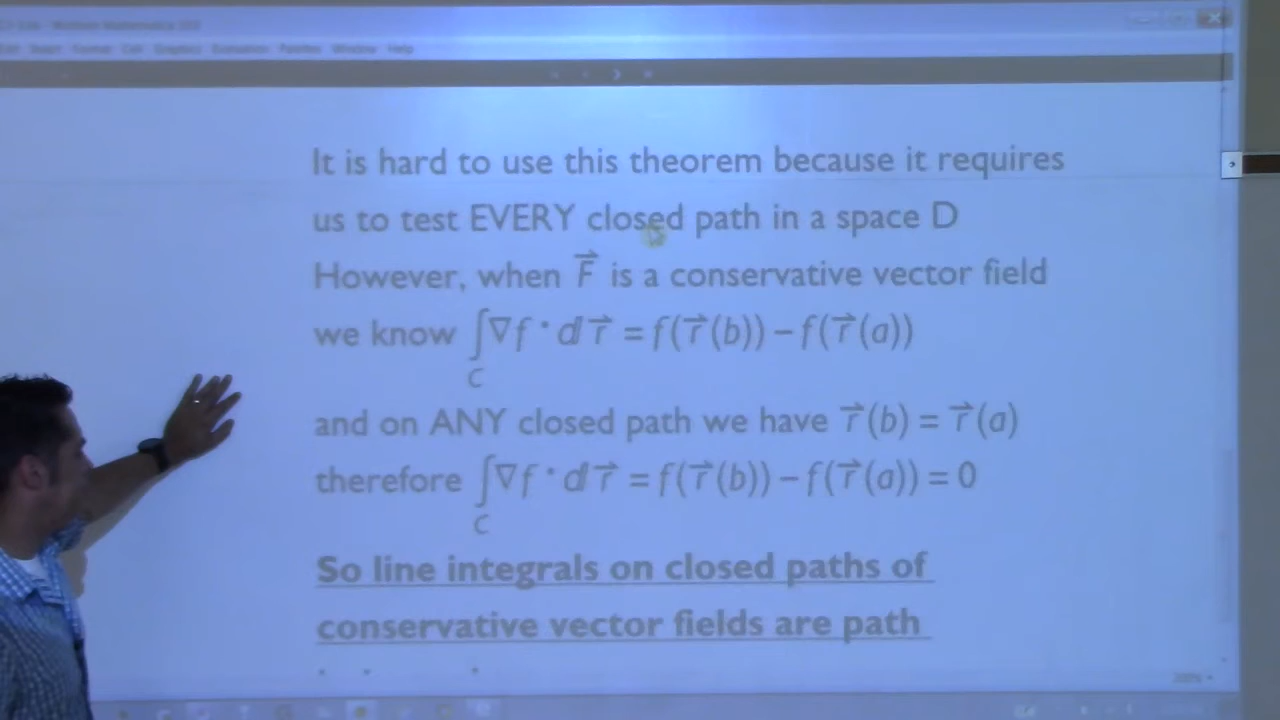 Help
It is hard to use this theorem because it requires
us to test EVERY closed path in a space D
However, when F⃗ is a conservative vector field
we know ∫_C ∇f · dr⃗ = f(r⃗(b)) − f(r⃗(a))
and on ANY closed path we have r⃗(b) = r⃗(a)
therefore ∫_C ∇f · dr⃗ = f(r⃗(b)) − f(r⃗(a)) = 0
So line integrals on closed paths of
conservative vector fields are path